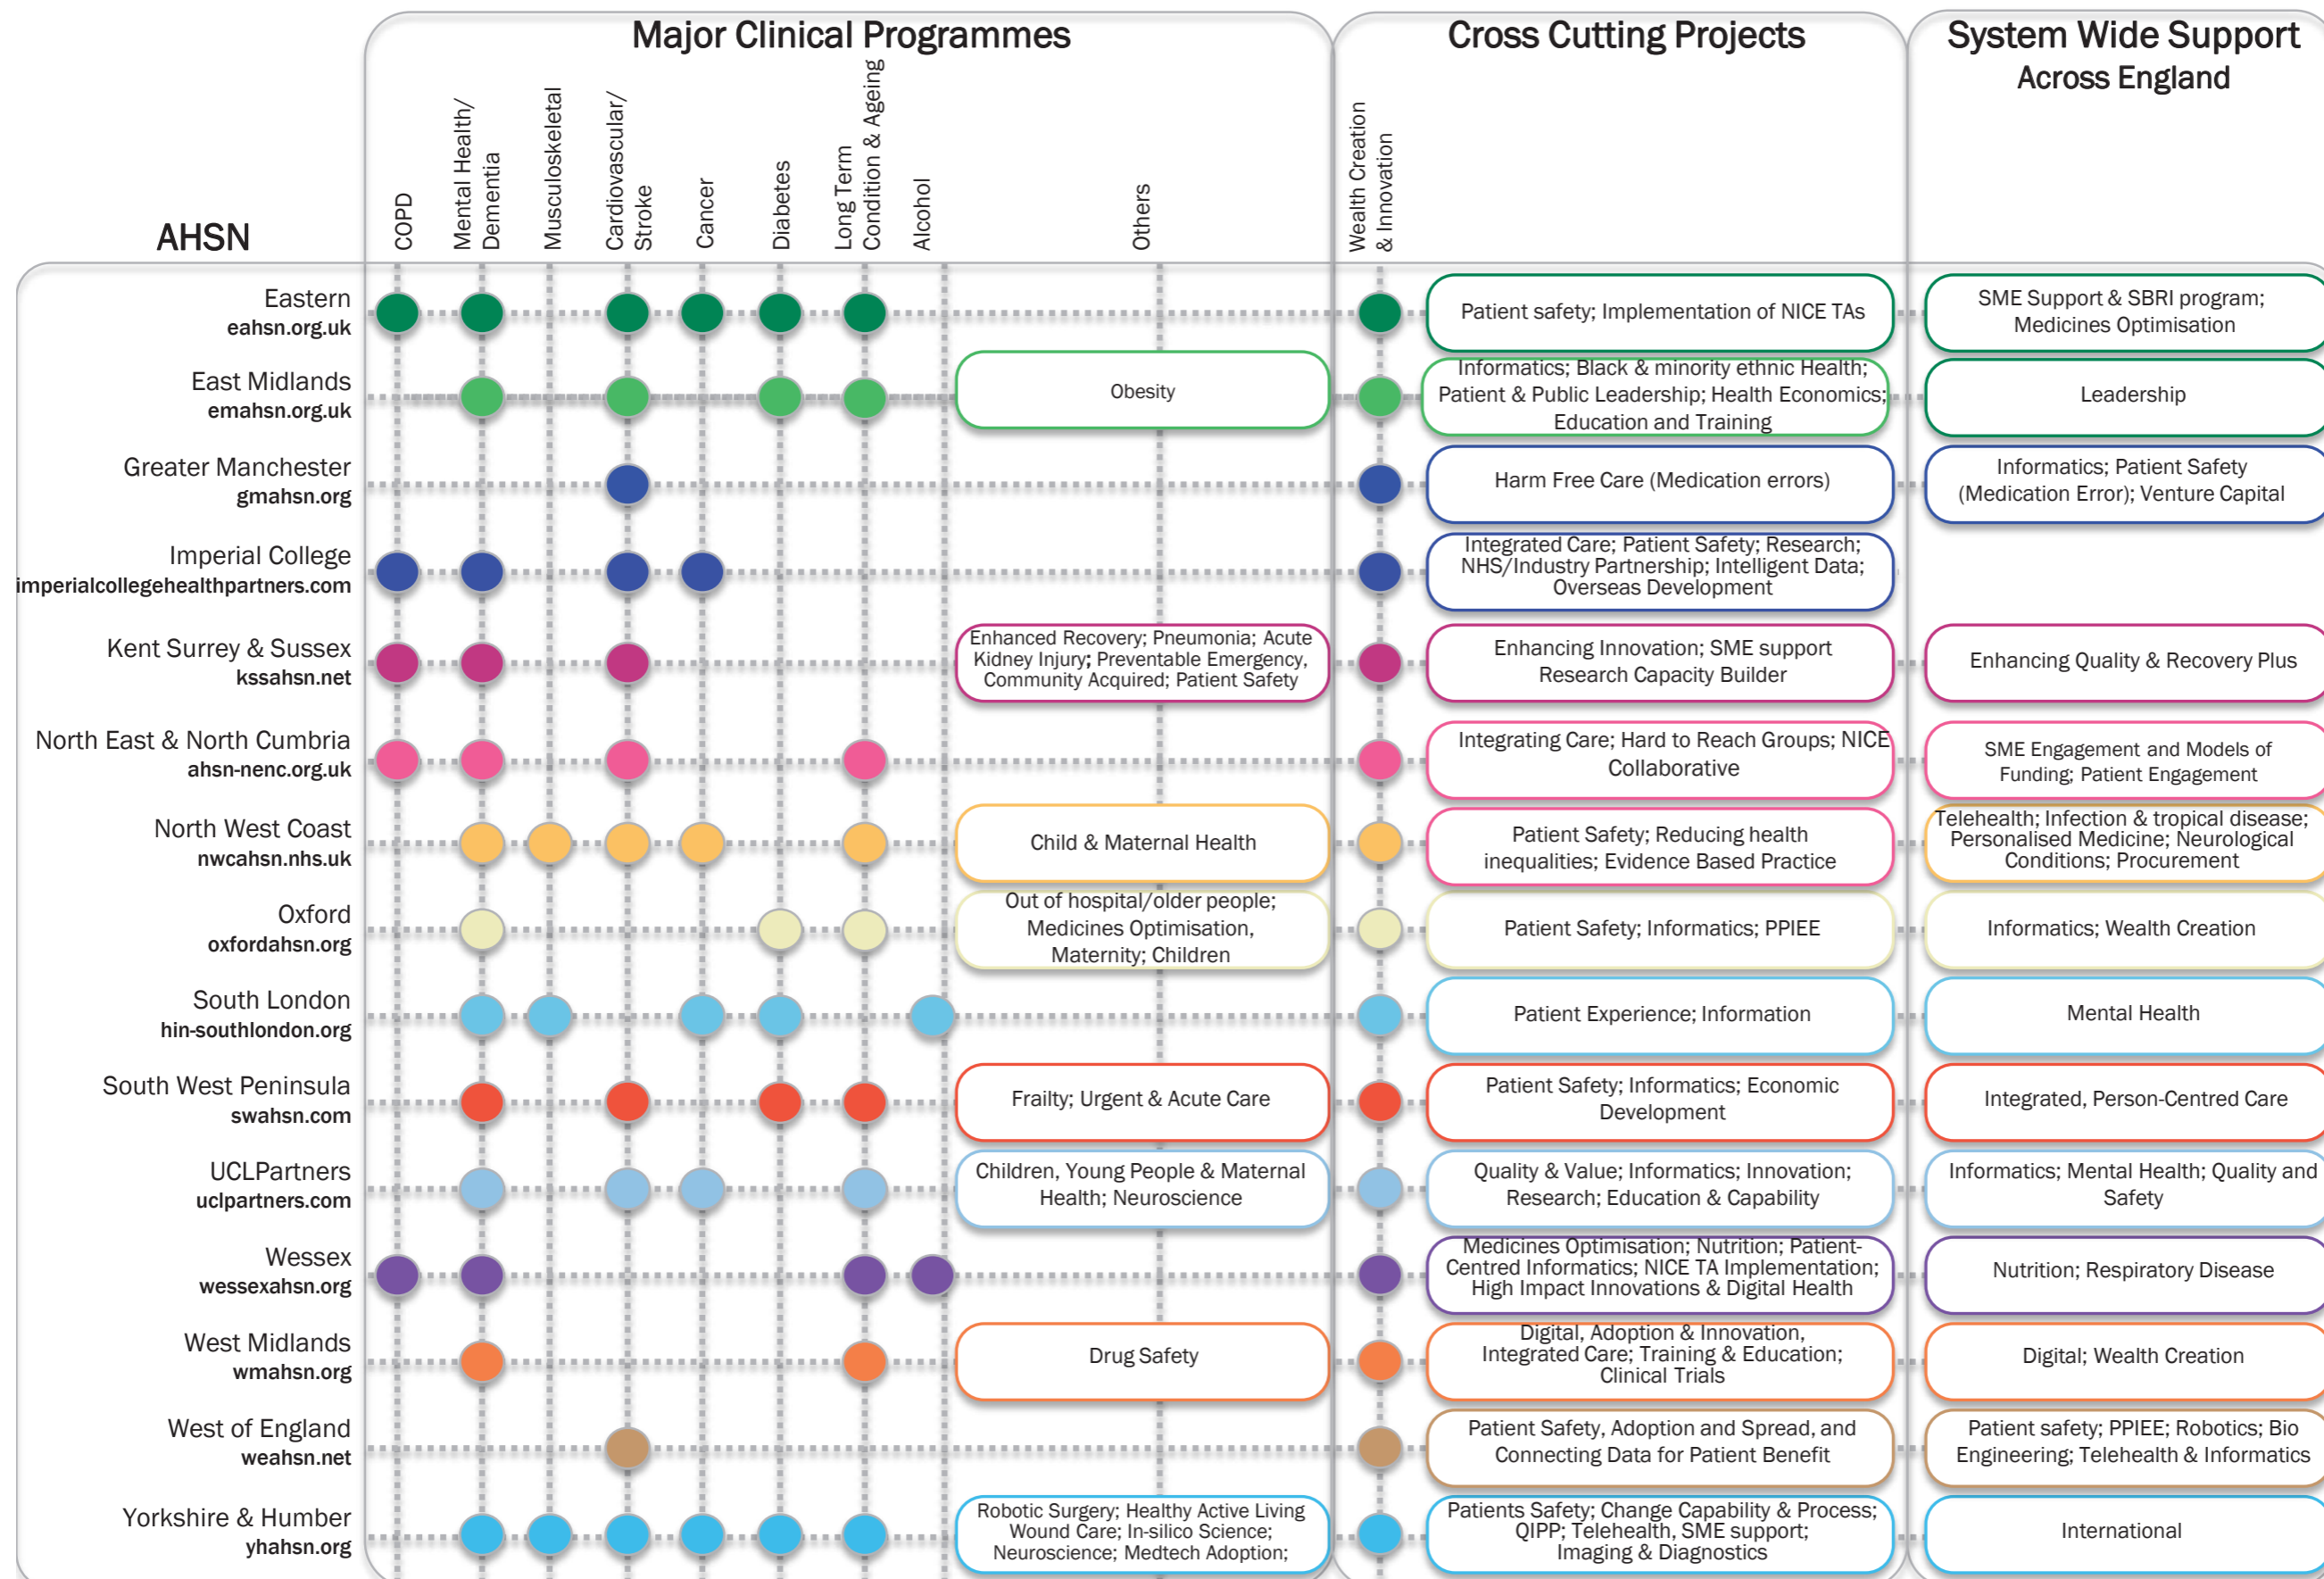 Major Clinical Programmes
Cross Cutting Projects
System Wide Support
Across England
AHSN
COPD
Mental Health/
Dementia
Musculoskeletal
Cardiovascular/
Stroke
Cancer
Diabetes
Long Term
Condition & Ageing
Alcohol
Others
Wealth Creation
& Innovation
Eastern
eahsn.org.uk
Patient safety; Implementation of NICE TAs
SME Support & SBRI program;
Medicines Optimisation
East Midlands
emahsn.org.uk
Obesity
Informatics; Black & minority ethnic Health;
Patient & Public Leadership; Health Economics;
Education and Training
Leadership
Greater Manchester
gmahsn.org
Harm Free Care (Medication errors)
Informatics; Patient Safety
(Medication Error); Venture Capital
Imperial College
imperialcollegehealthpartners.com
Integrated Care; Patient Safety; Research;
NHS/Industry Partnership; Intelligent Data;
Overseas Development
Kent Surrey & Sussex
kssahsn.net
Enhanced Recovery; Pneumonia; Acute
Kidney Injury; Preventable Emergency,
Community Acquired; Patient Safety
Enhancing Innovation; SME support
Research Capacity Builder
Enhancing Quality & Recovery Plus
North East & North Cumbria
ahsn-nenc.org.uk
Integrating Care; Hard to Reach Groups; NICE
Collaborative
SME Engagement and Models of
Funding; Patient Engagement
North West Coast
nwcahsn.nhs.uk
Child & Maternal Health
Patient Safety; Reducing health
inequalities; Evidence Based Practice
Telehealth; Infection & tropical disease;
Personalised Medicine; Neurological
Conditions; Procurement
Oxford
oxfordahsn.org
Out of hospital/older people;
Medicines Optimisation,
Maternity; Children
Patient Safety; Informatics; PPIEE
Informatics; Wealth Creation
South London
hin-southlondon.org
Patient Experience; Information
Mental Health
South West Peninsula
swahsn.com
Frailty; Urgent & Acute Care
Patient Safety; Informatics; Economic
Development
Integrated, Person-Centred Care
UCLPartners
uclpartners.com
Children, Young People & Maternal
Health; Neuroscience
Quality & Value; Informatics; Innovation;
Research; Education & Capability
Informatics; Mental Health; Quality and
Safety
Wessex
wessexahsn.org
Medicines Optimisation; Nutrition; Patient-
Centred Informatics; NICE TA Implementation;
High Impact Innovations & Digital Health
Nutrition; Respiratory Disease
West Midlands
wmahsn.org
Drug Safety
Digital, Adoption & Innovation,
Integrated Care; Training & Education;
Clinical Trials
Digital; Wealth Creation
West of England
weahsn.net
Patient Safety, Adoption and Spread, and
Connecting Data for Patient Benefit
Patient safety; PPIEE; Robotics; Bio
Engineering; Telehealth & Informatics
Yorkshire & Humber
yhahsn.org
Robotic Surgery; Healthy Active Living
Wound Care; In-silico Science;
Neuroscience; Medtech Adoption;
Patients Safety; Change Capability & Process;
QIPP; Telehealth, SME support;
Imaging & Diagnostics
International